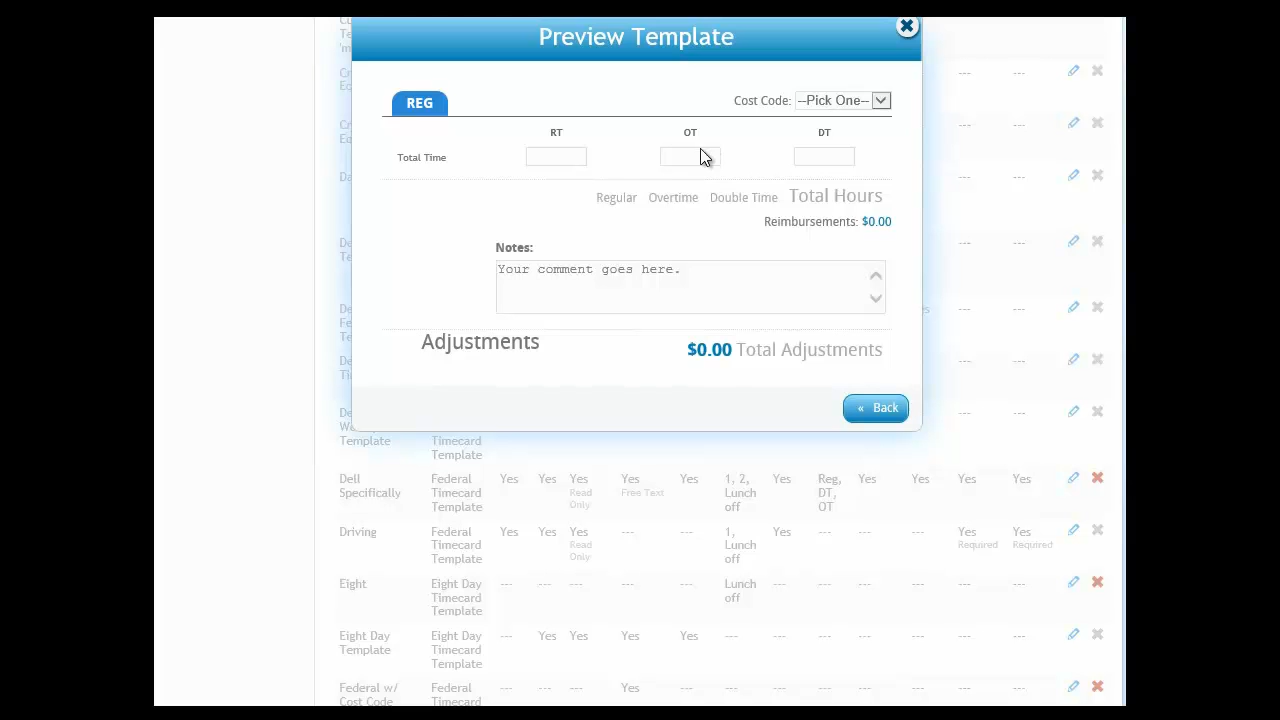 Preview Template
REG
Cost Code: --Pick One--
RT OT DT
Total Time
Regular Overtime Double Time Total Hours
Reimbursements: $0.00
Notes:
Your comment goes here.
Adjustments
$0.00 Total Adjustments
« Back
Template Timecard
Template
Dell Federal Yes Yes Yes Yes Yes 1, 2, Yes Reg, Yes Yes Yes Yes
Specifically Timecard Read Free Text Lunch DT,
Template Only off OT
Driving Federal Yes Yes Yes --- --- 1, Yes --- --- --- Yes Yes
Timecard Read Lunch Required Required
Template Only off
Eight Eight Day --- --- --- --- --- Lunch --- --- --- --- --- ---
Timecard off
Template
Eight Day Eight Day --- Yes Yes Yes Yes --- --- --- --- --- --- ---
Template Timecard
Template
Federal w/ Federal --- --- --- Yes --- --- --- --- --- --- --- ---
Cost Code Timecard